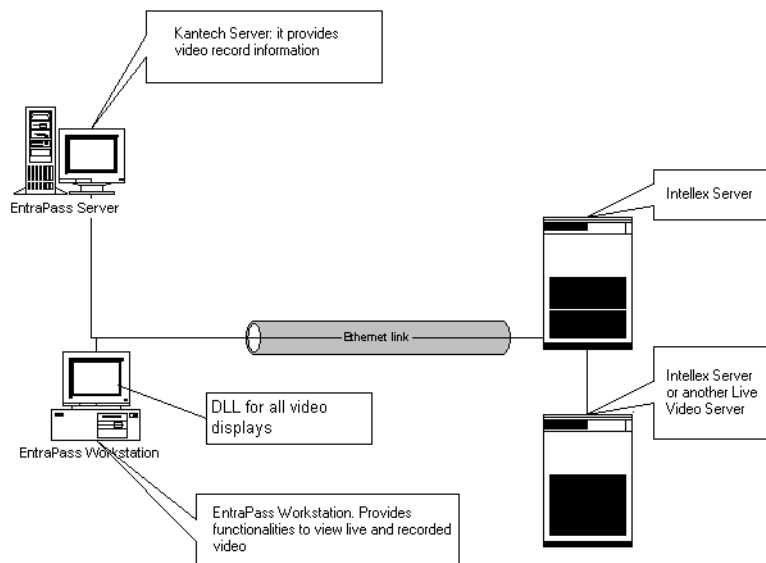 Kantech Server: it provides
video record information
EntraPass Server
Intellex Server
Ethernet link
Intellex Server
or another Live
Video Server
DLL for all video
displays
EntraPass Workstation
EntraPass Workstation. Provides
functionalities to view live and recorded
video